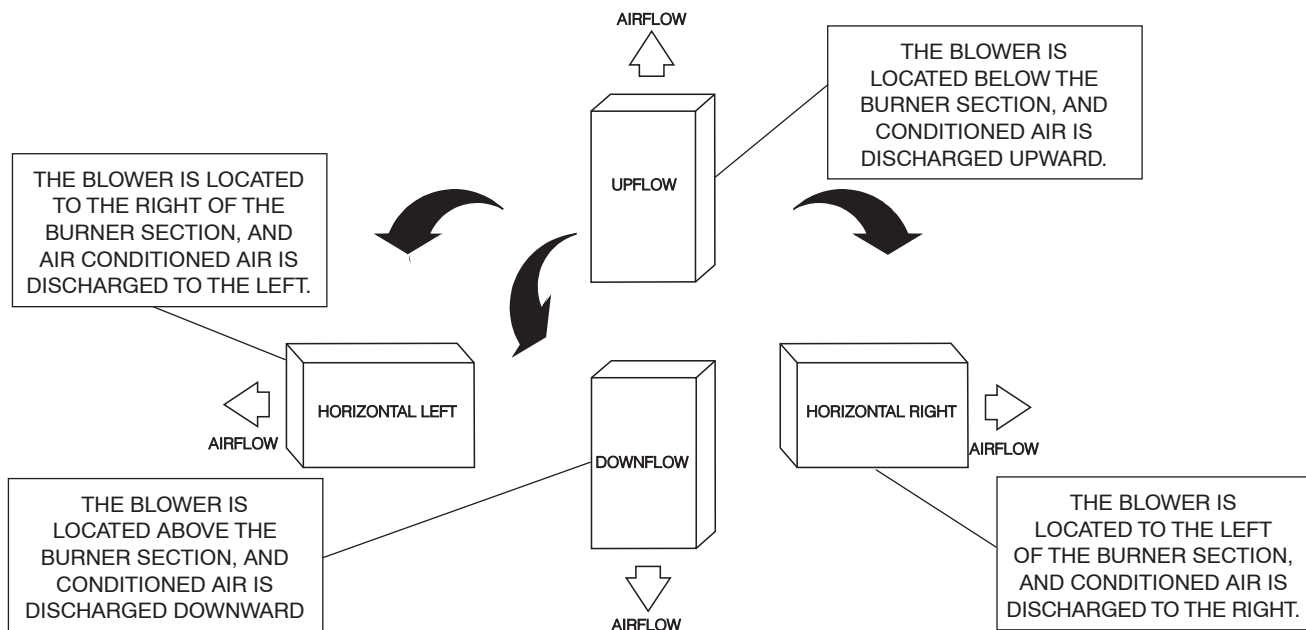 AIRFLOW
THE BLOWER IS
LOCATED BELOW THE
BURNER SECTION, AND
CONDITIONED AIR IS
DISCHARGED UPWARD.
THE BLOWER IS LOCATED
TO THE RIGHT OF THE
BURNER SECTION, AND
AIR CONDITIONED AIR IS
DISCHARGED TO THE LEFT.
UPFLOW
HORIZONTAL LEFT
AIRFLOW
DOWNFLOW
HORIZONTAL RIGHT
AIRFLOW
THE BLOWER IS
LOCATED ABOVE THE
BURNER SECTION, AND
CONDITIONED AIR IS
DISCHARGED DOWNWARD
THE BLOWER IS
LOCATED TO THE LEFT
OF THE BURNER SECTION,
AND CONDITIONED AIR IS
DISCHARGED TO THE RIGHT.
AIRFLOW